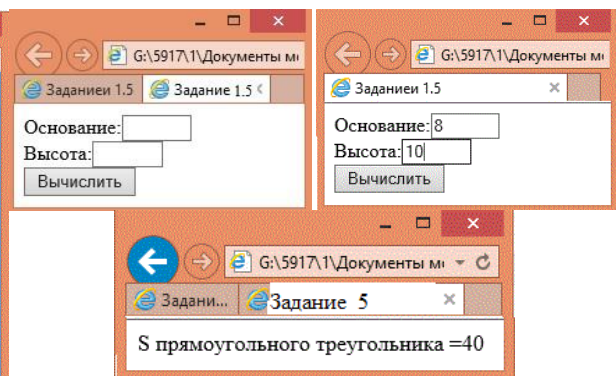 G:\5917\1\Документы
Заданиеи 1.5 Задание 1.5
Основание:
Высота:
Вычислить
G:\5917\1\Документы
Заданиеи 1.5
Основание: 8
Высота: 10
Вычислить
G:\5917\1\Документы
Задани... Задание 5
S прямоугольного треугольника =40